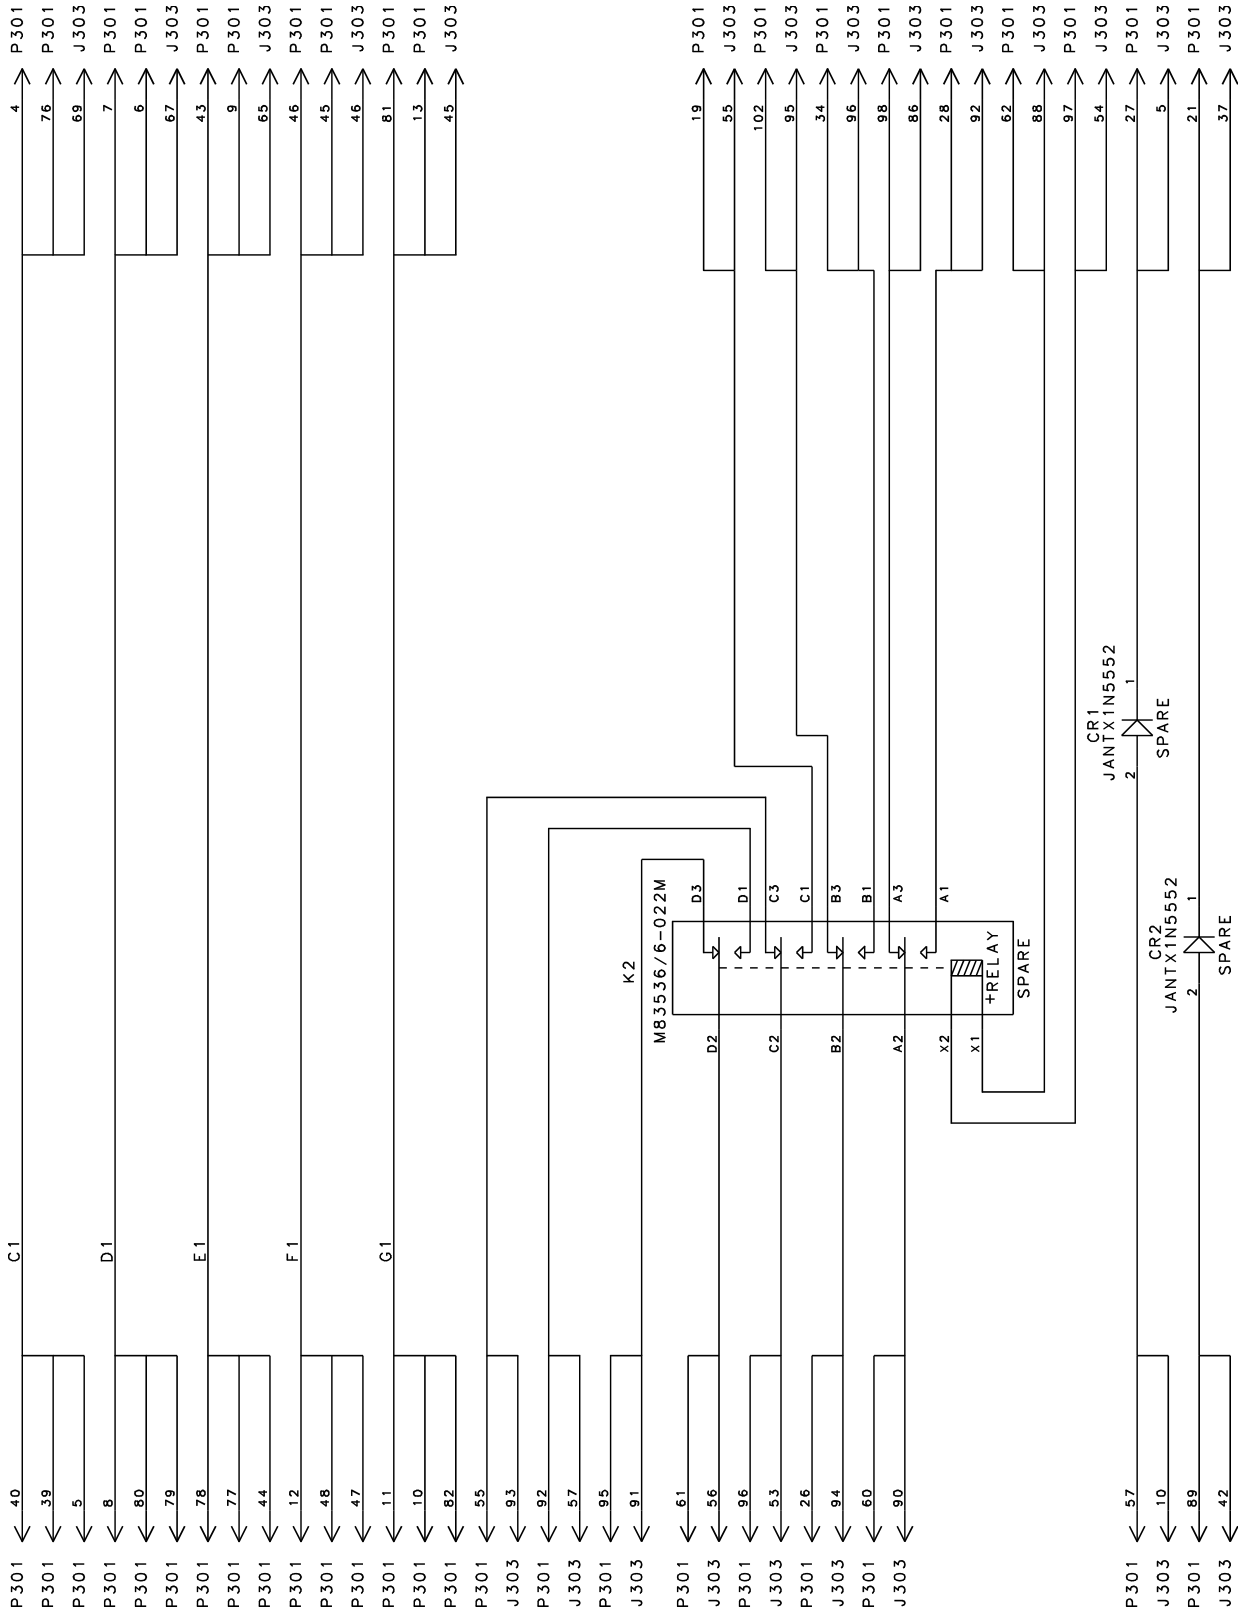 P301 40 C1 4 P301
P301 39 76 P301
P301 5 69 J303
P301 8 D1 7 P301
P301 80 6 P301
P301 79 67 J303
P301 78 E1 43 P301
P301 77 9 P301
P301 44 65 J303
P301 12 F1 46 P301
P301 48 45 P301
P301 47 46 J303
P301 11 G1 81 P301
P301 10 13 P301
P301 82 45 J303
P301 55
J303 93
P301 92
J303 57
P301 95
K2
J303 91
M83536/6-022M
P301 61
D3 19 P301
J303 56 D2
55 J303
P301 96 D1
102 P301
J303 53 C2 C3
95 J303
P301 26 C1
34 P301
J303 94 B2 B3
96 J303
P301 60 B1
98 P301
J303 90 A2 A3
86 J303
X2 A1 28 P301
X1 92 J303
+RELAY
62 P301
SPARE
88 J303
97 P301
CR1
54 J303
JANTX1N5552
P301 57 2 1 27 P301
CR2
J303 10 SPARE 5 J303
JANTX1N5552
P301 89 2 1 21 P301
SPARE
J303 42 37 J303